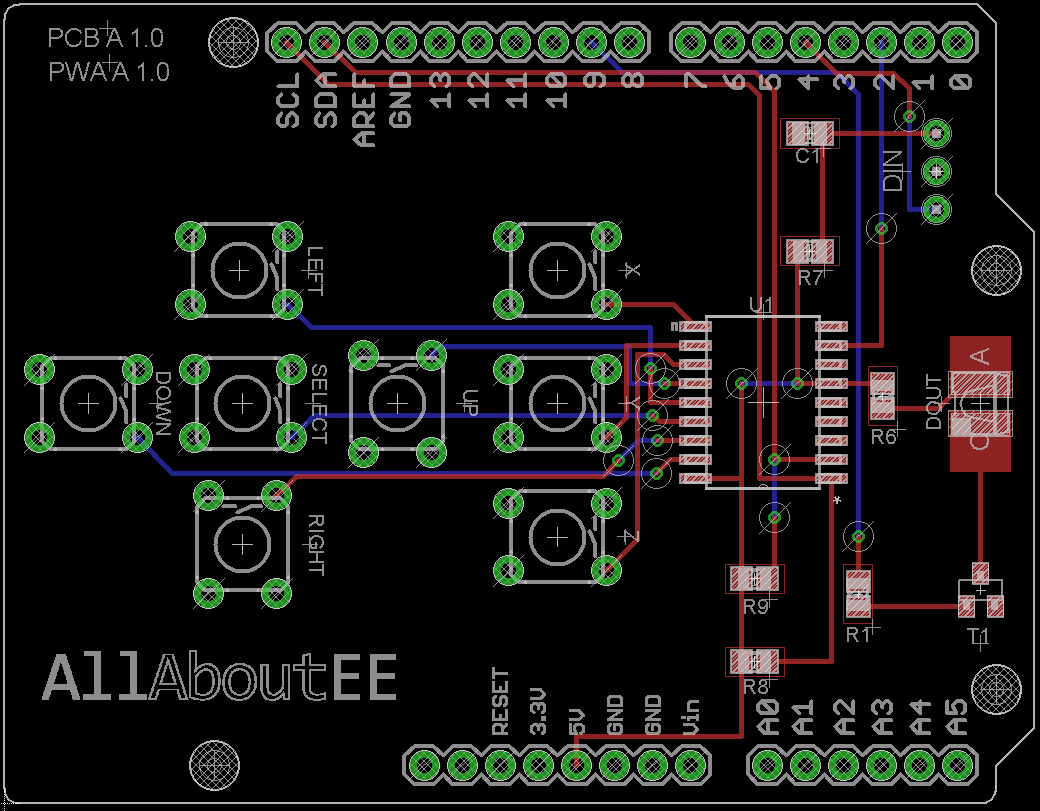 PCB A 1.0
PWA A 1.0
SCL SDA AREF GND 13 12 11 10 9 8 7 6 5 4 3 2 1 0
C1
DIN
LEFT
X
R7
U1
DOWN
SELECT
UP
Y
R6
DOUT
A
C
*
RIGHT
Z
R9
R1
T1
R8
AllAboutEE
RESET 3.3V 5V GND GND Vin A0 A1 A2 A3 A4 A5